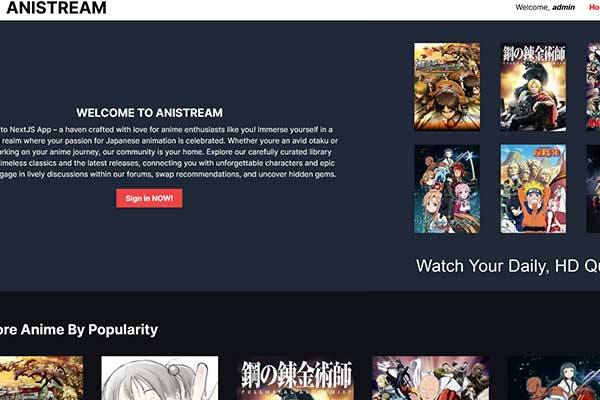 ANISTREAM
Welcome, admin
Ho
WELCOME TO ANISTREAM
to NextJS App – a haven crafted with love for anime enthusiasts like you! Immerse yourself in a
realm where your passion for Japanese animation is celebrated. Whether youre an avid otaku or
arking on your anime journey, our community is your home. Explore our carefully curated library
timeless classics and the latest releases, connecting you with unforgettable characters and epic
gage in lively discussions within our forums, swap recommendations, and uncover hidden gems.
Sign in NOW!
鋼の錬金術師
Watch Your Daily, HD Qu
ore Anime By Popularity
鋼の錬金術師
FULLMETAL ALCHEMIST